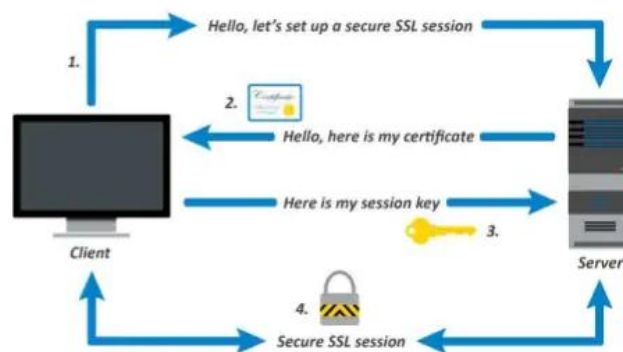 Hello, let's set up a secure SSL session
1.
2.
Certificate
Hello, here is my certificate
Here is my session key
3.
Client
Server
4.
Secure SSL session